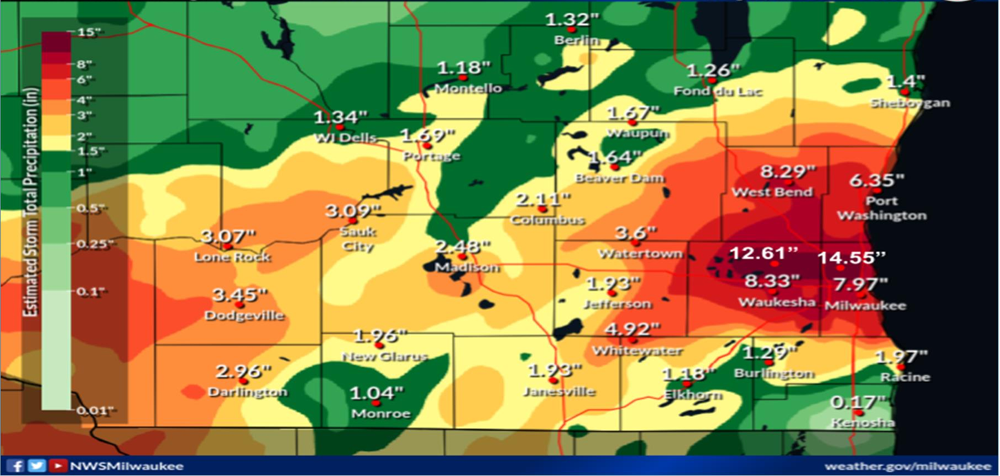 Estimated Storm Total Precipitation (in)
15"
8"
6"
4"
3"
2"
1.5"
1"
0.5"
0.25"
0.1"
0.01"
1.32"
Berlin
1.18"
Montello
1.26"
Fond du Lac
1.4"
Sheboygan
1.34"
WI Dells
1.69"
Portage
1.67"
Waupun
1.64"
Beaver Dam
8.29"
West Bend
6.35"
Port
Washington
2.11"
Columbus
3.09"
Sauk
City
3.07"
Lone Rock
2.48"
Madison
3.6"
Watertown
12.61”
14.55”
8.33"
Waukesha
7.97"
Milwaukee
1.93"
Jefferson
3.45"
Dodgeville
4.92"
Whitewater
1.96"
New Glarus
2.96"
Darlington
1.04"
Monroe
1.93"
Janesville
1.18"
Elkhorn
1.29"
Burlington
1.97"
Racine
0.17"
Kenosha
f NWSMilwaukee
weather.gov/milwaukee